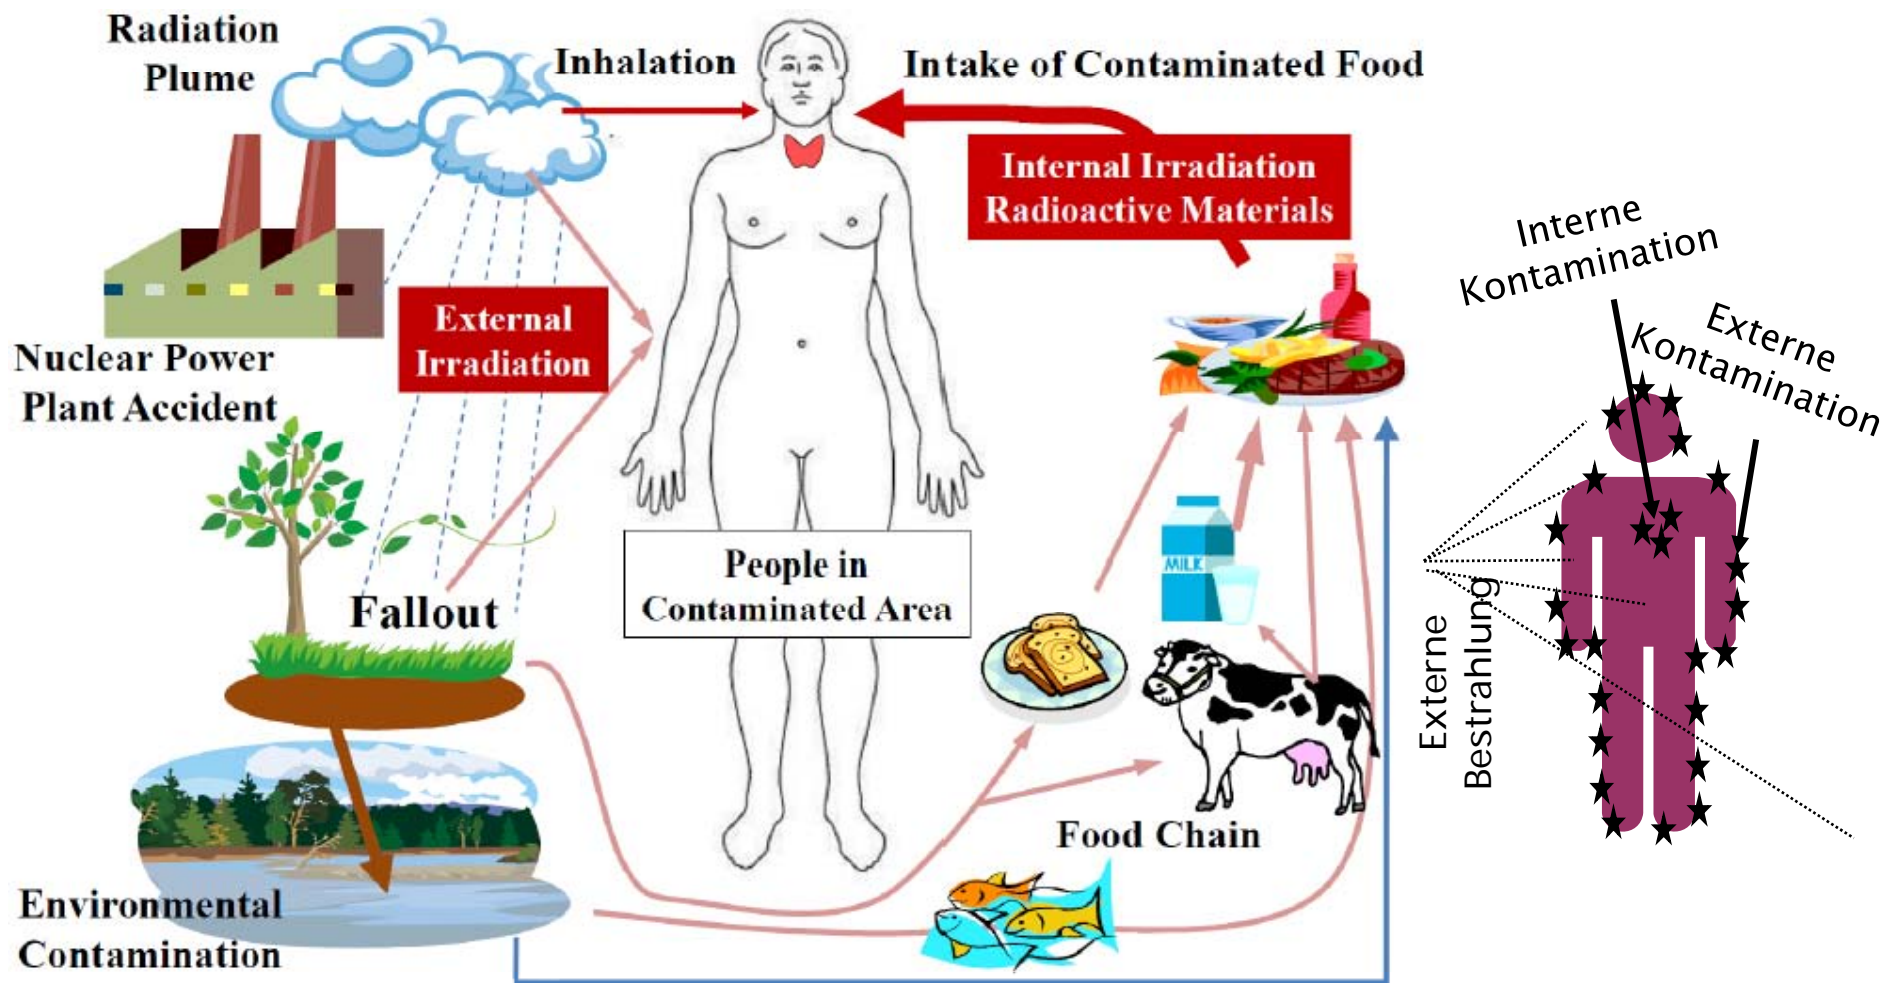 Radiation
Plume
Inhalation
Intake of Contaminated Food
Internal Irradiation
Radioactive Materials
External
Irradiation
Nuclear Power
Plant Accident
Fallout
People in
Contaminated Area
MILK
Food Chain
Environmental
Contamination
Interne
Kontamination
Externe
Kontamination
Externe
Bestrahlung